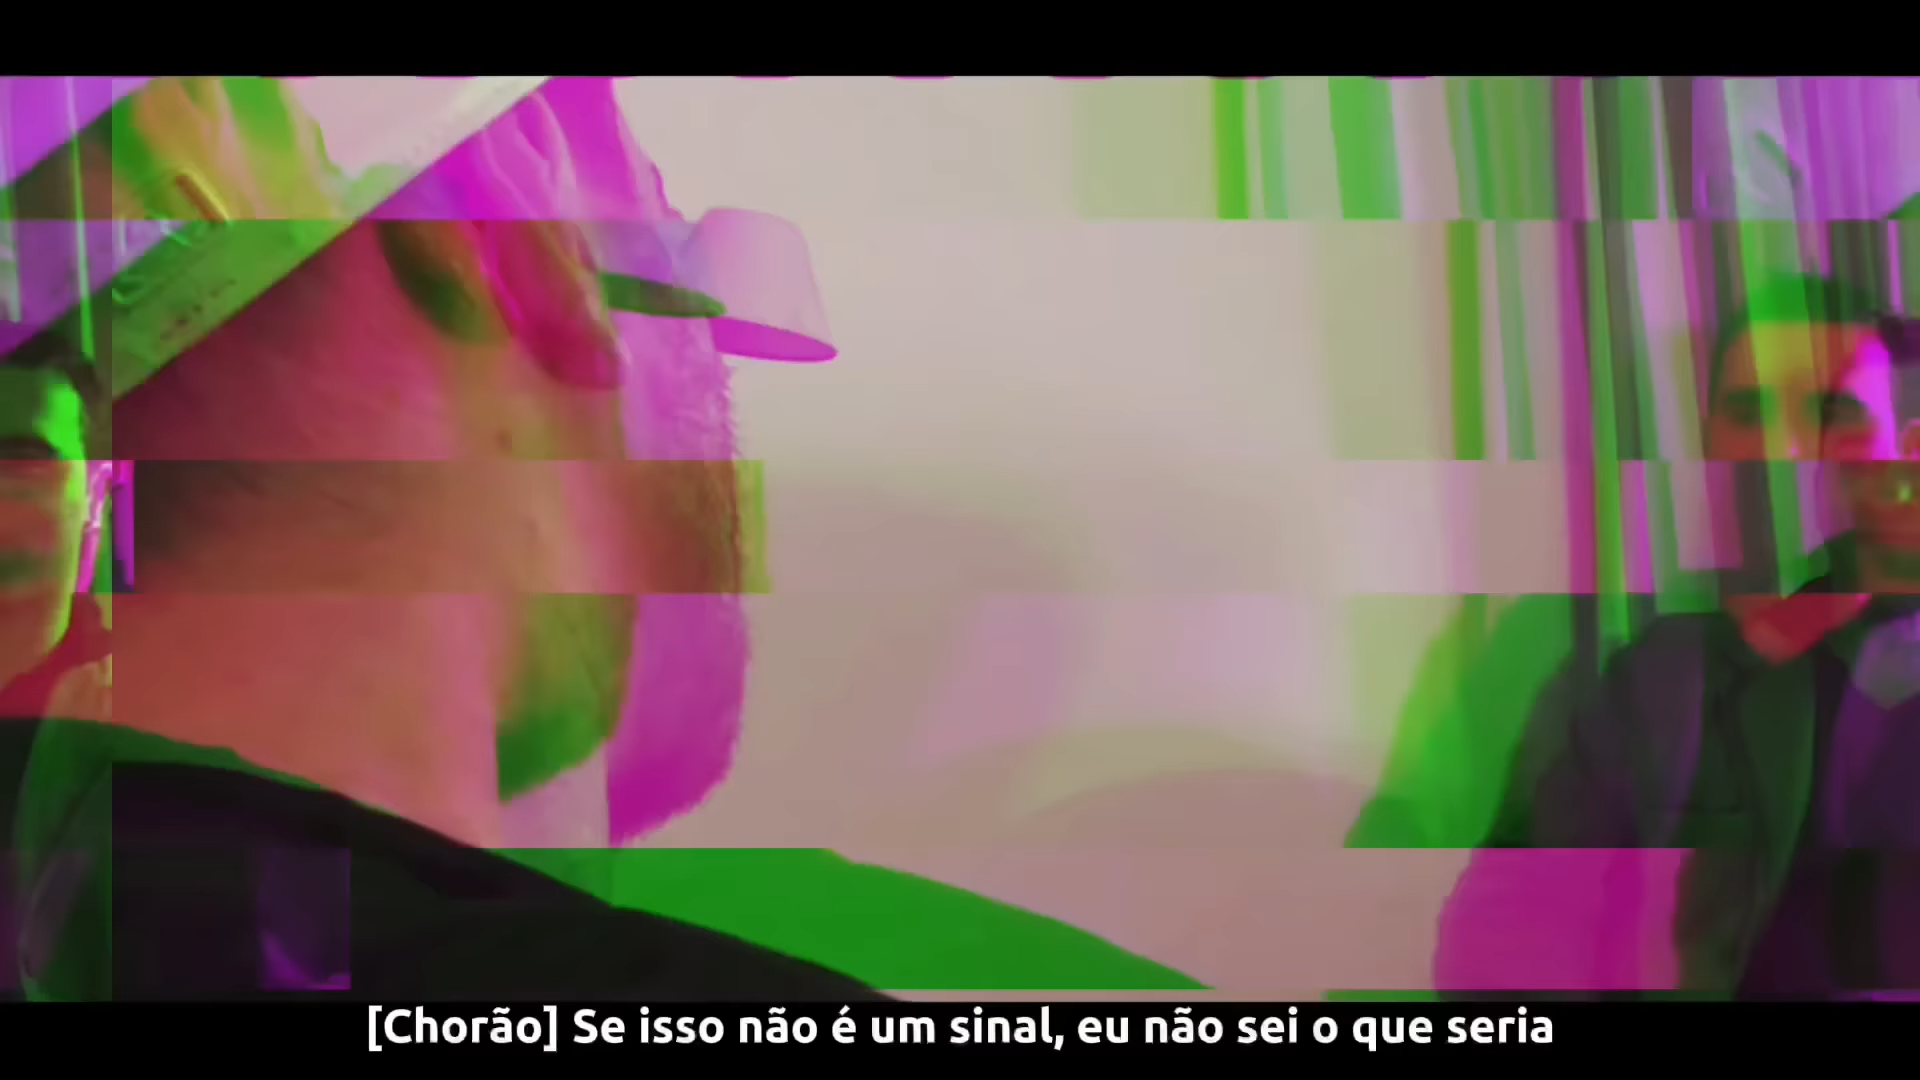 [Chorão] Se isso não é um sinal, eu não sei o que seria